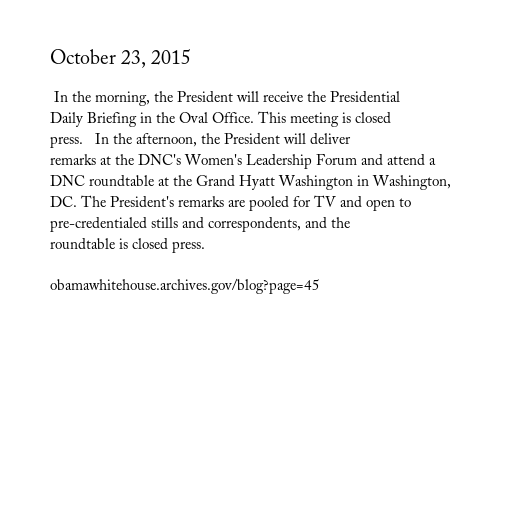 October 23, 2015
In the morning, the President will receive the Presidential
Daily Briefing in the Oval Office. This meeting is closed
press.   In the afternoon, the President will deliver
remarks at the DNC's Women's Leadership Forum and attend a
DNC roundtable at the Grand Hyatt Washington in Washington,
DC. The President's remarks are pooled for TV and open to
pre-credentialed stills and correspondents, and the
roundtable is closed press.
obamawhitehouse.archives.gov/blog?page=45